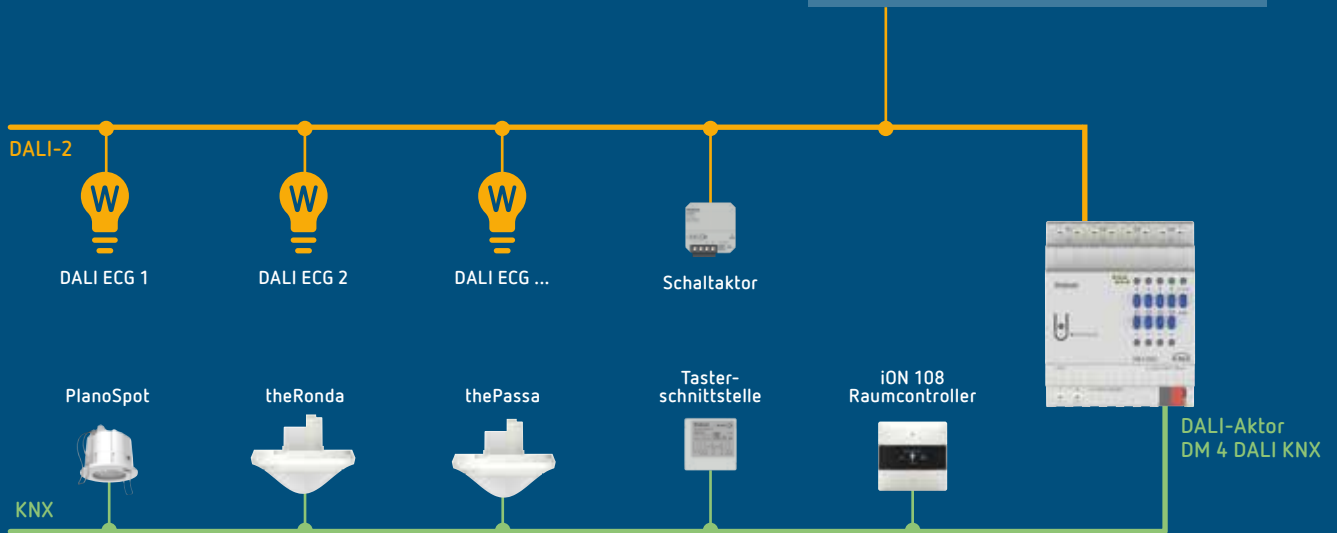 DALI-2
W
W
W
DALI ECG 1
DALI ECG 2
DALI ECG ...
Schaltaktor
PlanoSpot
theRonda
thePassa
Taster-
schnittstelle
iON 108
Raumcontroller
DALI-Aktor
DM 4 DALI KNX
KNX